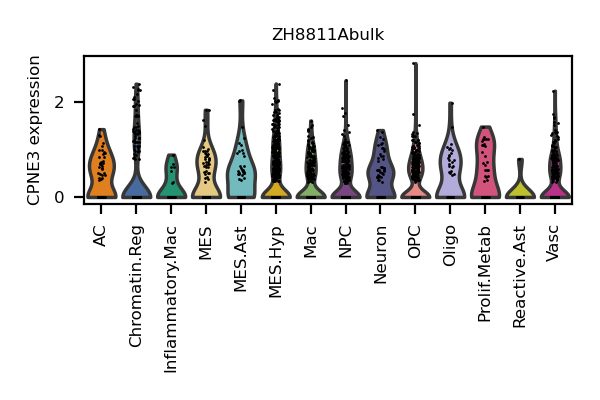 ZH8811Abulk
CPNE3 expression
2
0
AC
Chromatin.Reg
Inflammatory.Mac
MES
MES.Ast
MES.Hyp
Mac
NPC
Neuron
OPC
Oligo
Prolif.Metab
Reactive.Ast
Vasc